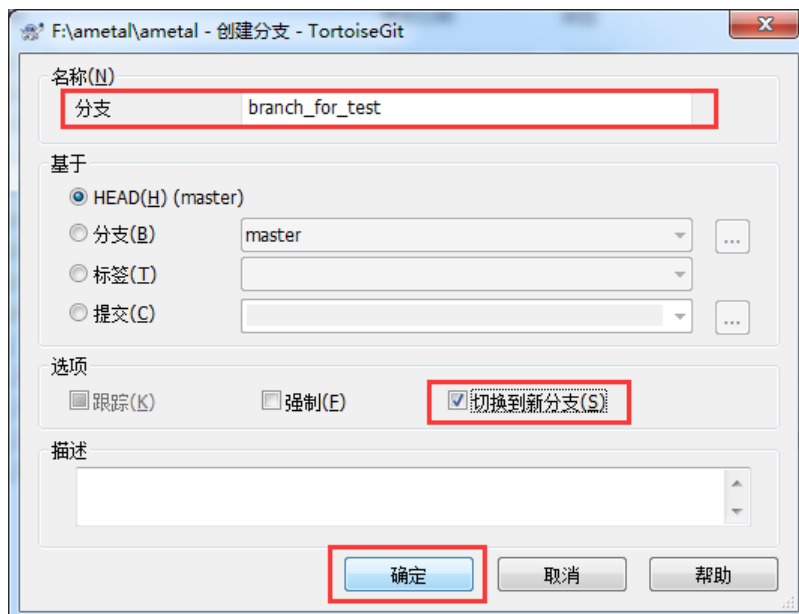 F:\ametal\ametal - 创建分支 - TortoiseGit
名称(N)
分支 branch_for_test
基于
HEAD(H) (master)
分支(B) master ...
标签(T)
提交(C) ...
选项
跟踪(K) 强制(F) 切换到新分支(S)
描述
确定 取消 帮助